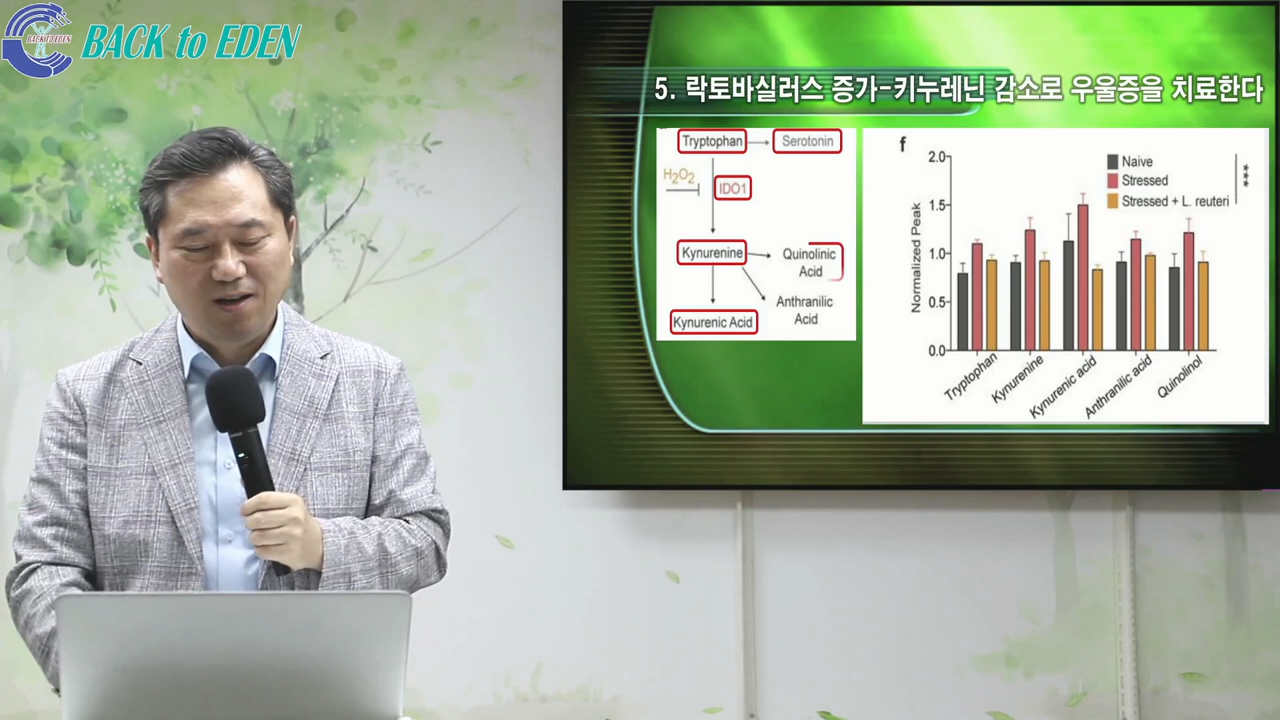 BACK TO EDEN
BACK to EDEN
5. 락토바실러스 증가-키누레닌 감소로 우울증을 치료한다
Tryptophan
Serotonin
H2O2
IDO1
Kynurenine
Quinolinic
Acid
Anthranilic
Acid
Kynurenic Acid
f
Naive
Stressed
Stressed + L. reuteri
***
Normalized Peak
2.0
1.5
1.0
0.5
0.0
Tryptophan
Kynurenine
Kynurenic acid
Anthranilic acid
Quinolinol